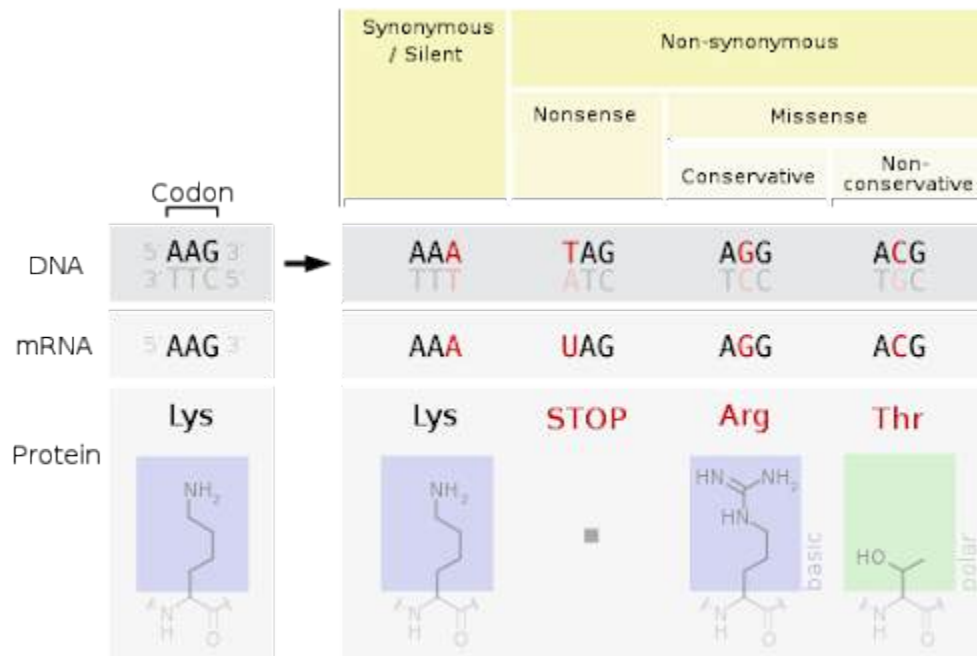 Synonymous
/ Silent
Non-synonymous
Nonsense
Missense
Conservative
Non-
conservative
Codon
DNA
5' AAG 3'
3' TTC 5'
AAA
TTT
TAG
ATC
AGG
TCC
ACG
TGC
mRNA
5' AAG 3'
AAA
UAG
AGG
ACG
Protein
Lys
Lys
STOP
Arg
Thr
NH2
N
H
O
NH2
N
H
O
HN
NH2
HN
N
H
O
basic
HO
N
H
O
polar